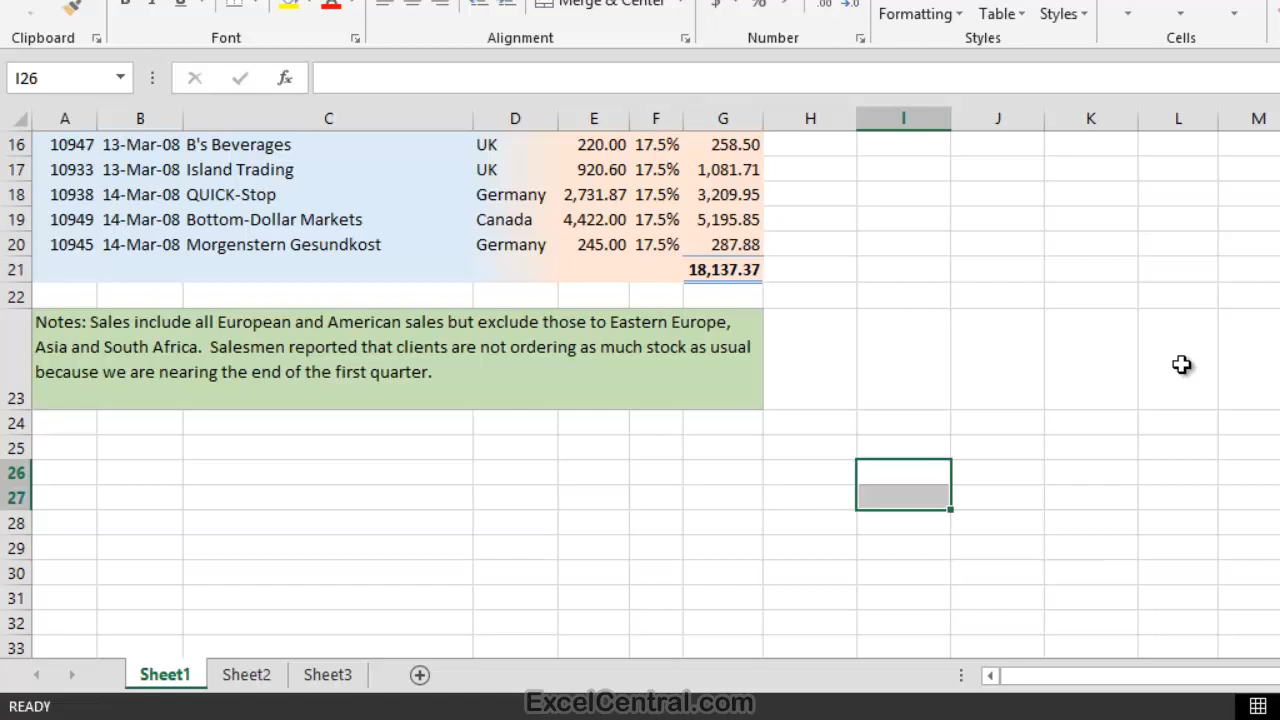 Merge & Center
$ %
.00 →.0
Formatting Table Styles
Clipboard Font Alignment Number Styles Cells
I26 fx
A B C D E F G H I J K L M
16 10947 13-Mar-08 B's Beverages UK 220.00 17.5% 258.50
17 10933 13-Mar-08 Island Trading UK 920.60 17.5% 1,081.71
18 10938 14-Mar-08 QUICK-Stop Germany 2,731.87 17.5% 3,209.95
19 10949 14-Mar-08 Bottom-Dollar Markets Canada 4,422.00 17.5% 5,195.85
20 10945 14-Mar-08 Morgenstern Gesundkost Germany 245.00 17.5% 287.88
21 18,137.37
22
Notes: Sales include all European and American sales but exclude those to Eastern Europe,
Asia and South Africa. Salesmen reported that clients are not ordering as much stock as usual
because we are nearing the end of the first quarter.
23
24
25
26
27
28
29
30
31
32
33
Sheet1 Sheet2 Sheet3
READY
ExcelCentral.com